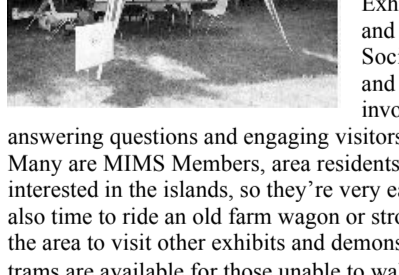 Exh
and
Soci
and
invo
answering questions and engaging visitors
Many are MIMS Members, area residents
interested in the islands, so they’re very ea
also time to ride an old farm wagon or stro
the area to visit other exhibits and demons
trams are available for those unable to wal